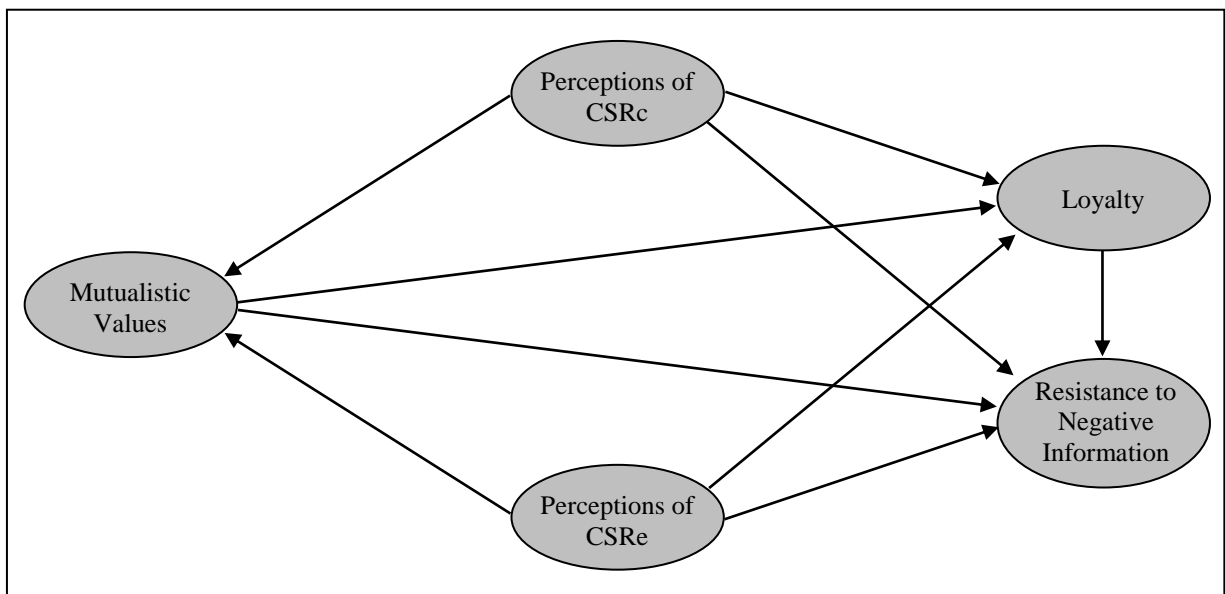 Perceptions of
CSRc
Loyalty
Mutualistic
Values
Resistance to
Negative
Information
Perceptions of
CSRe